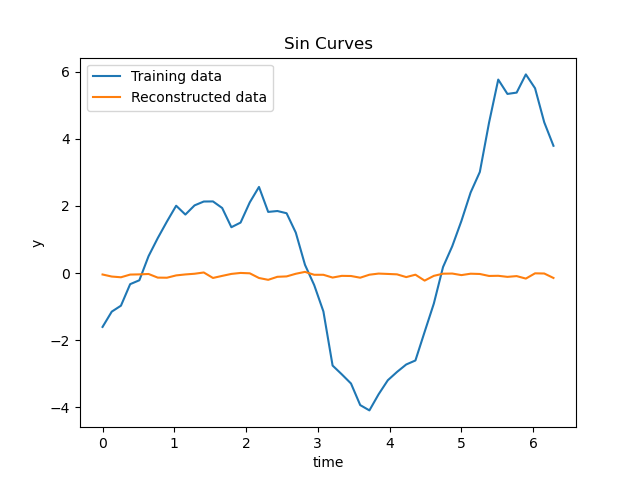 Sin Curves
Training data
Reconstructed data
6
4
2
0
−2
−4
y
0 1 2 3 4 5 6
time